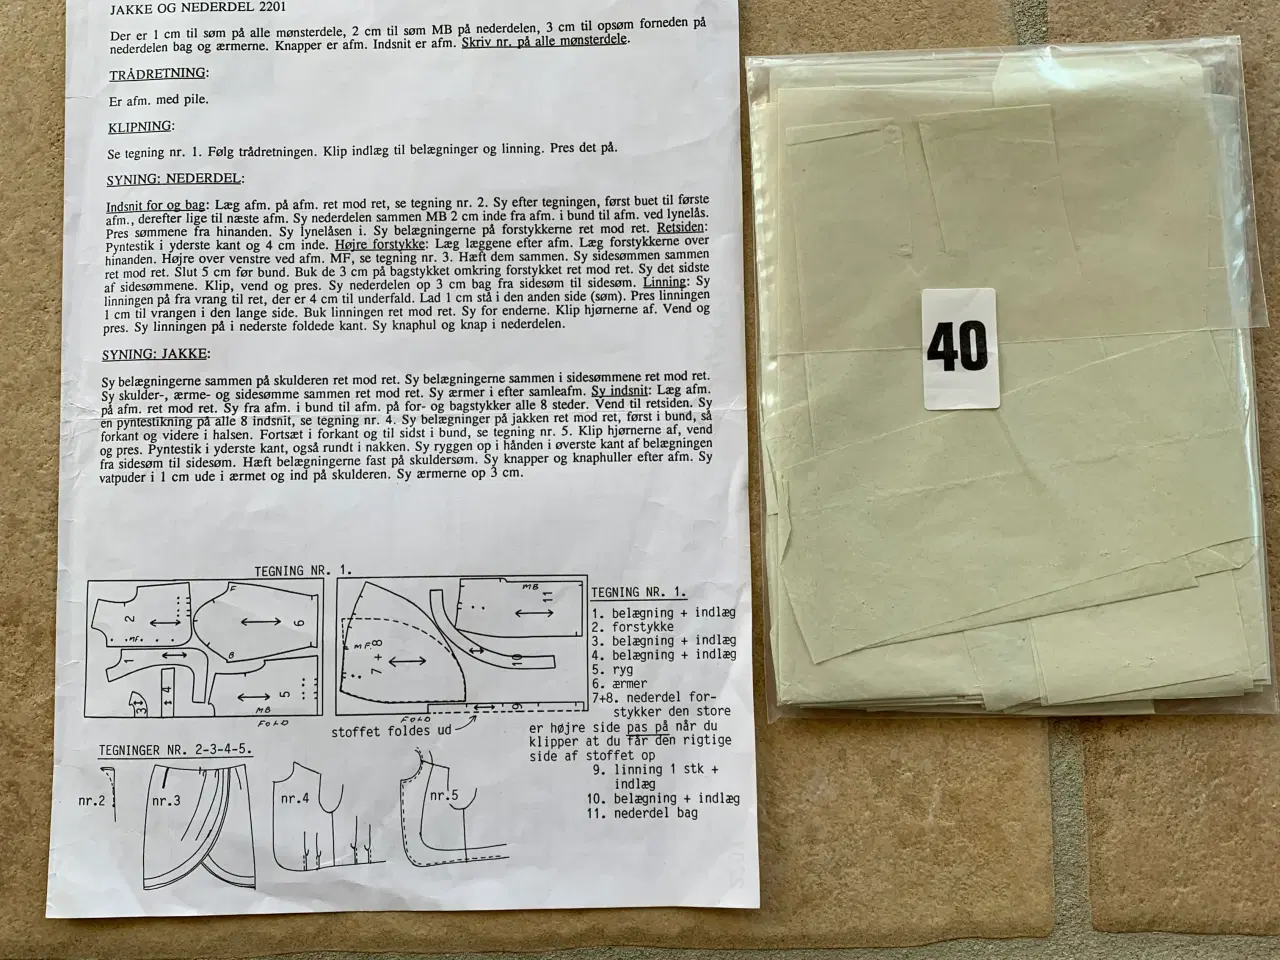 JAKKE OG NEDERDEL 2201
Der er 1 cm til søm på alle mønsterdele, 2 cm til søm MB på nederdelen, 3 cm til opsøm forneden på
nederdelen bag og ærmerne. Knapper er afm. Indsnit er afm. Skriv nr. på alle mønsterdele.
TRÅDRETNING:
Er afm. med pile.
KLIPNING:
Se tegning nr. 1. Følg trådretningen. Klip indlæg til belægninger og linning. Pres det på.
SYNING: NEDERDEL:
Indsnit for og bag: Læg afm. på afm. ret mod ret, se tegning nr. 2. Sy efter tegningen, først buet til første
afm., derefter lige til næste afm. Sy nederdelen sammen MB 2 cm inde fra afm. i bund til afm. ved lynelås.
Pres sømmene fra hinanden. Sy lynelåsen i. Sy belægningerne på forstykkerne ret mod ret. Retsiden:
Pyntestik i yderste kant og 4 cm inde. Højre forstykke: Læg læggene efter afm. Læg forstykkerne over
hinanden. Højre over venstre ved afm. MF, se tegning nr. 3. Hæft dem sammen. Sy sidesømmen sammen
ret mod ret. Slut 5 cm før bund. Buk de 3 cm på bagstykket omkring forstykket ret mod ret. Sy det sidste
af sidesømmene. Klip, vend og pres. Sy nederdelen op 3 cm bag fra sidesøm til sidesøm. Linning: Sy
linningen på fra vrang til ret, der er 4 cm til underfald. Lad 1 cm stå i den anden side (søm). Pres linningen
1 cm til vrangen i den lange side. Buk linningen ret mod ret. Sy for enderne. Klip hjørnerne af. Vend og
pres. Sy linningen på i nederste foldede kant. Sy knaphul og knap i nederdelen.
SYNING: JAKKE:
Sy belægningerne sammen på skulderen ret mod ret. Sy belægningerne sammen i sidesømmene ret mod ret.
Sy skulder-, ærme- og sidesømme sammen ret mod ret. Sy ærmer i efter samleafm. Sy indsnit: Læg afm.
på afm. ret mod ret. Sy fra afm. i bund til afm. på for- og bagstykker alle 8 steder. Vend til retsiden. Sy
en pyntestikning på alle 8 indsnit, se tegning nr. 4. Sy belægninger på jakken ret mod ret, først i bund, så
forkant og videre i halsen. Fortsæt i forkant og til sidst i bund, se tegning nr. 5. Klip hjørnerne af, vend
og pres. Pyntestik i yderste kant, også rundt i nakken. Sy ryggen op i hånden i øverste kant af belægningen
fra sidesøm til sidesøm. Hæft belægningerne fast på skuldersøm. Sy knapper og knaphuller efter afm. Sy
vatpuder i 1 cm ude i ærmet og ind på skulderen. Sy ærmerne op 3 cm.
TEGNING NR. 1.
2
MF.
F
6
B
1
3
4
5
MB
FOLD
MF.
7 + 8
10
MB
11
9
FOLD
stoffet foldes ud
TEGNING NR. 1.
1. belægning + indlæg
2. forstykke
3. belægning + indlæg
4. belægning + indlæg
5. ryg
6. ærmer
7+8. nederdel for-
stykker den store
er højre side pas på når du
klipper at du får den rigtige
side af stoffet op
9. linning 1 stk +
indlæg
10. belægning + indlæg
11. nederdel bag
TEGNINGER NR. 2-3-4-5.
nr.2
nr.3
nr.4
nr.5
40